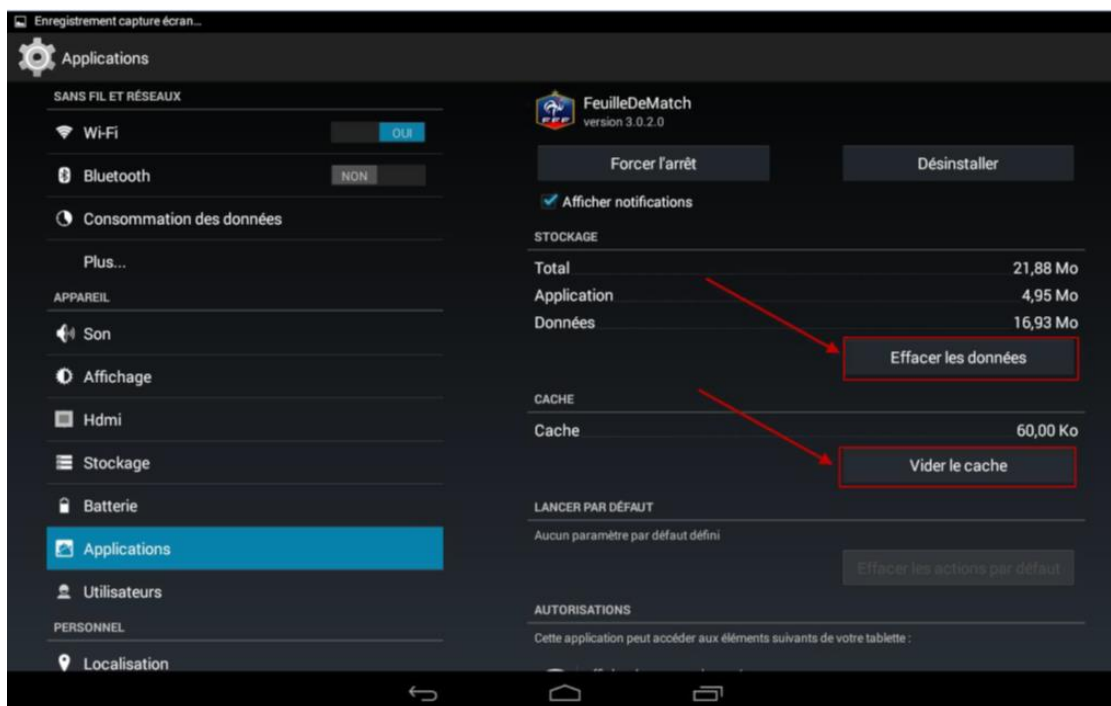 Enregistrement capture écran...
Applications
SANS FIL ET RÉSEAUX
Wi-Fi
OUI
Bluetooth
NON
Consommation des données
Plus...
APPAREIL
Son
Affichage
Hdmi
Stockage
Batterie
Applications
Utilisateurs
PERSONNEL
Localisation
FeuilleDeMatch
version 3.0.2.0
Forcer l'arrêt
Désinstaller
Afficher notifications
STOCKAGE
Total 21,88 Mo
Application 4,95 Mo
Données 16,93 Mo
Effacer les données
CACHE
Cache 60,00 Ko
Vider le cache
LANCER PAR DÉFAUT
Aucun paramètre par défaut défini
Effacer les actions par défaut
AUTORISATIONS
Cette application peut accéder aux éléments suivants de votre tablette :